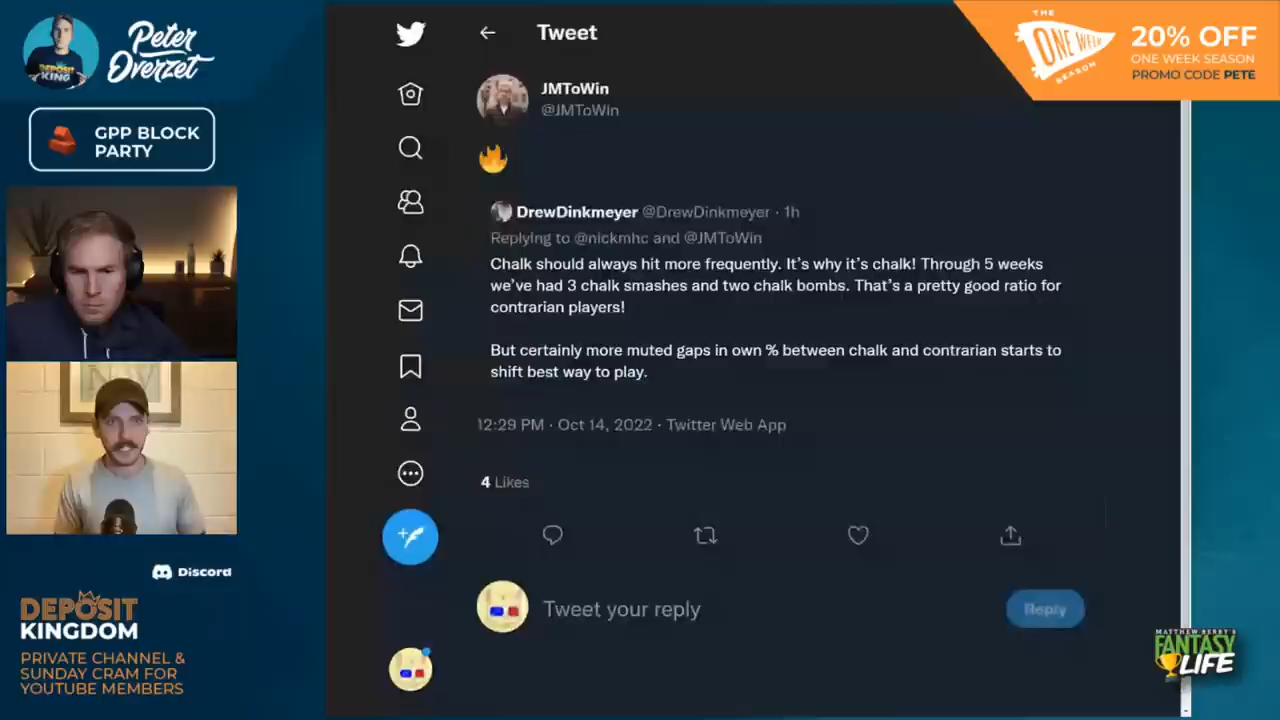 Peter
Overzet
GPP BLOCK
PARTY
Tweet
THE
ONE WEEK
SEASON
20% OFF
ONE WEEK SEASON
PROMO CODE PETE
DEPOSIT
KING
JMToWin
@JMToWin
DrewDinkmeyer @DrewDinkmeyer · 1h
Replying to @nickmhc and @JMToWin
Chalk should always hit more frequently. It's why it's chalk! Through 5 weeks
we've had 3 chalk smashes and two chalk bombs. That's a pretty good ratio for
contrarian players!
But certainly more muted gaps in own % between chalk and contrarian starts to
shift best way to play.
12:29 PM · Oct 14, 2022 · Twitter Web App
4 Likes
Tweet your reply
Reply
Discord
DEPOSIT
KINGDOM
PRIVATE CHANNEL &
SUNDAY CRAM FOR
YOUTUBE MEMBERS
MATTHEW BERRY'S
FANTASY
LIFE